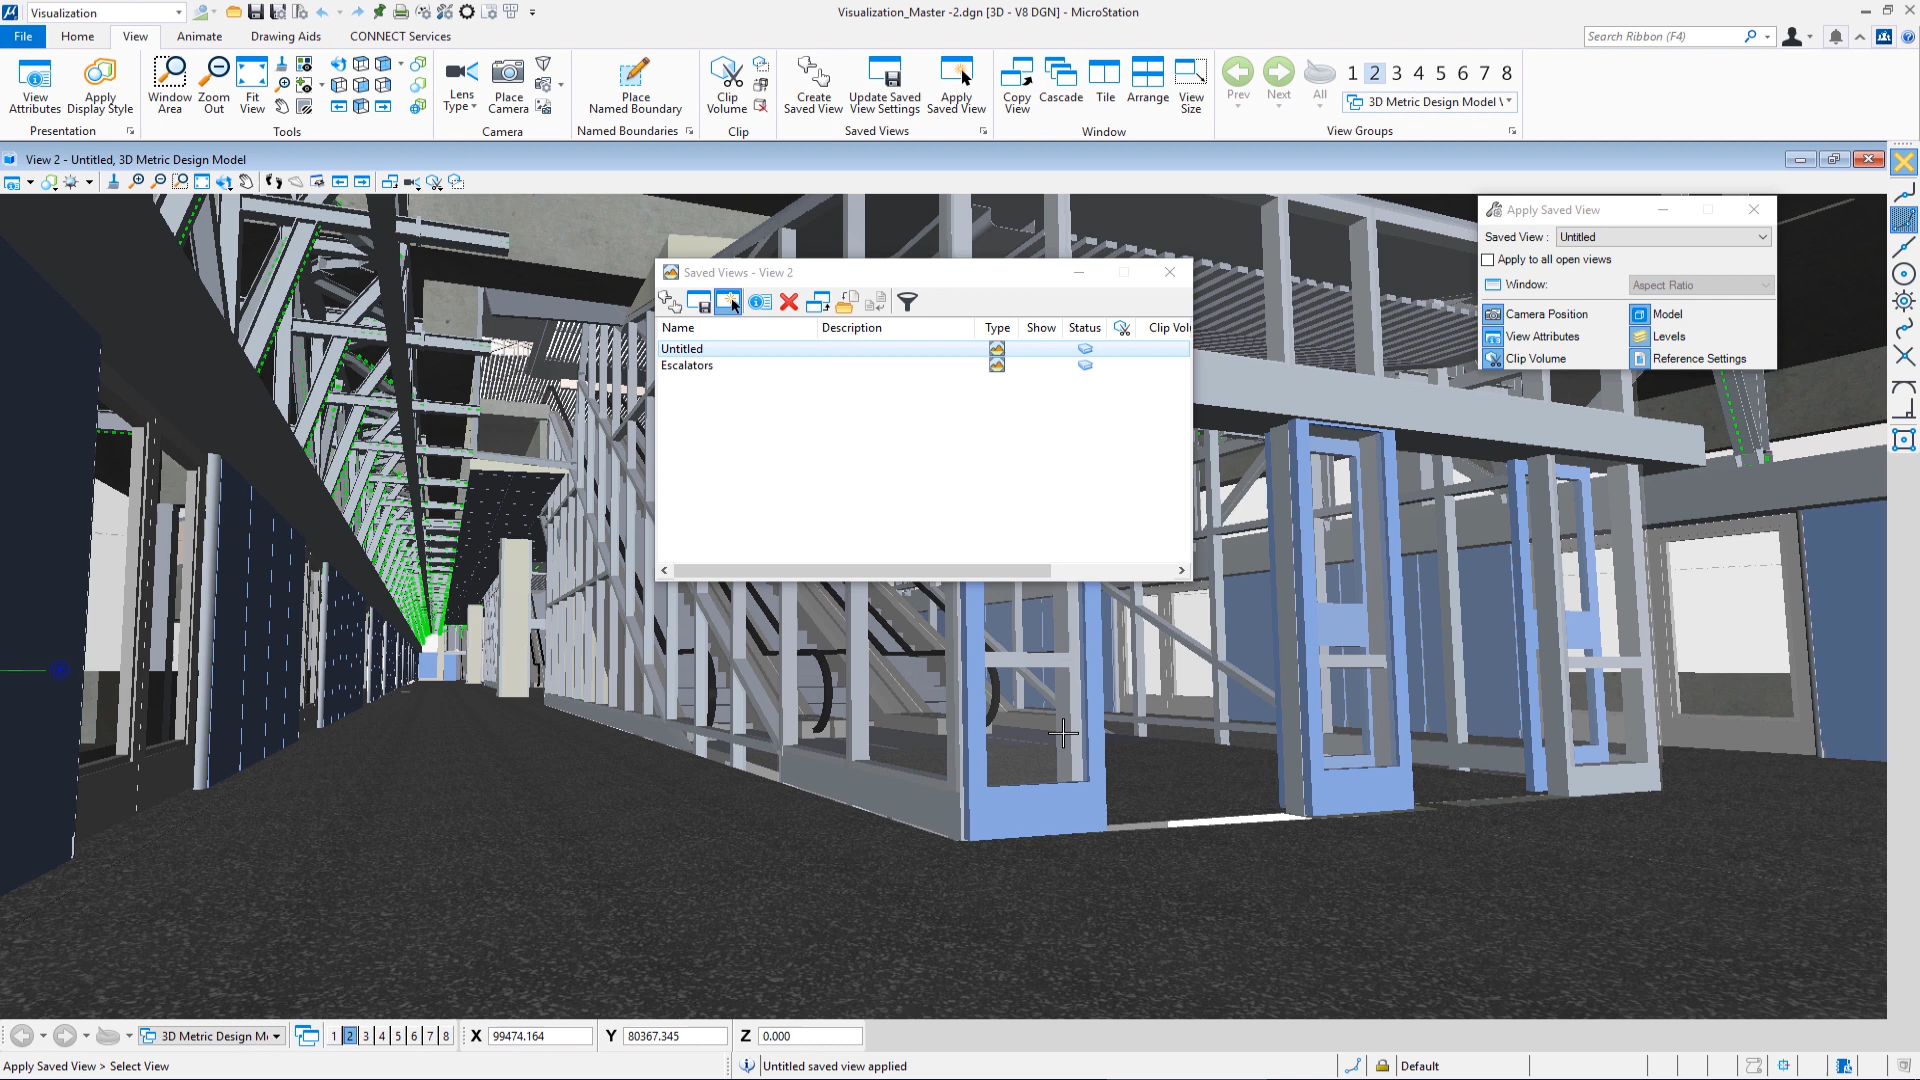 Visualization
Visualization_Master -2.dgn [3D - V8 DGN] - MicroStation
File Home View Animate Drawing Aids CONNECT Services
Search Ribbon (F4)
View Attributes
Apply Display Style
Presentation
Window Area
Zoom Out
Fit View
Tools
Lens Type
Place Camera
Camera
Place Named Boundary
Named Boundaries
Clip Volume
Clip
Create Saved View
Update Saved View Settings
Apply Saved View
Saved Views
Copy View
Cascade
Tile
Arrange
View Size
Window
Prev
Next
All
1 2 3 4 5 6 7 8
3D Metric Design Model \
View Groups
View 2 - Untitled, 3D Metric Design Model
Apply Saved View
Saved View : Untitled
Apply to all open views
Window: Aspect Ratio
Camera Position Model
View Attributes Levels
Clip Volume Reference Settings
Saved Views - View 2
Name Description Type Show Status Clip Volu
Untitled
Escalators
3D Metric Design M 1 2 3 4 5 6 7 8 X 99474.164 Y 80367.345 Z 0.000
Apply Saved View > Select View
Untitled saved view applied
Default